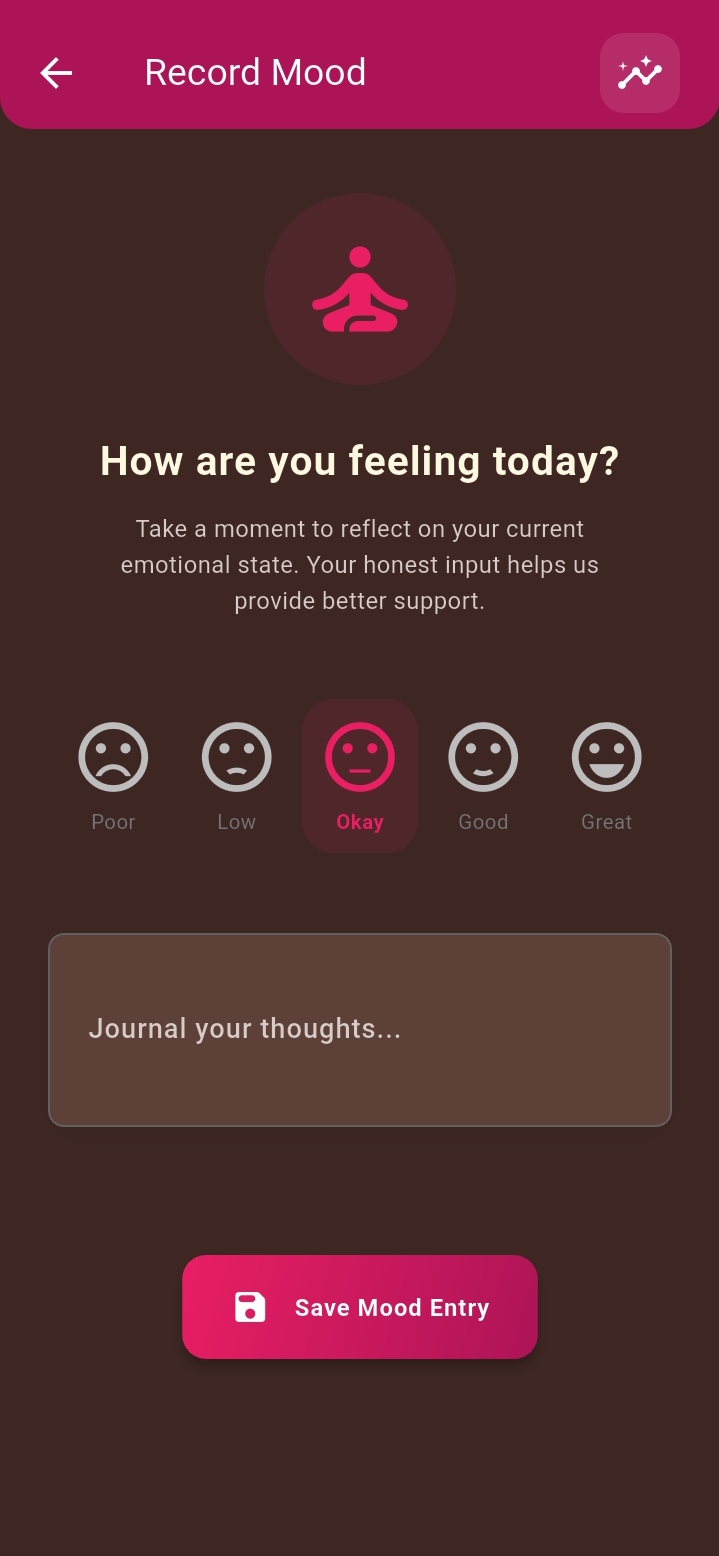 Record Mood
How are you feeling today?
Take a moment to reflect on your current
emotional state. Your honest input helps us
provide better support.
Poor
Low
Okay
Good
Great
Journal your thoughts...
Save Mood Entry